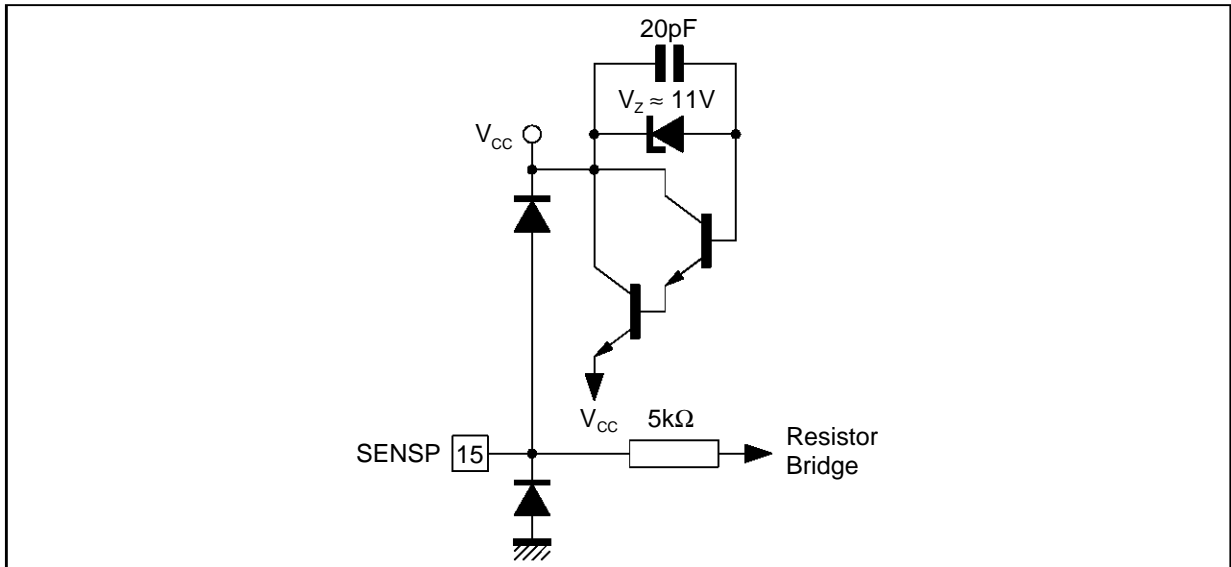 20pF
V_Z ≈ 11V
V_CC
V_CC
5kΩ
SENSP 15
Resistor
Bridge